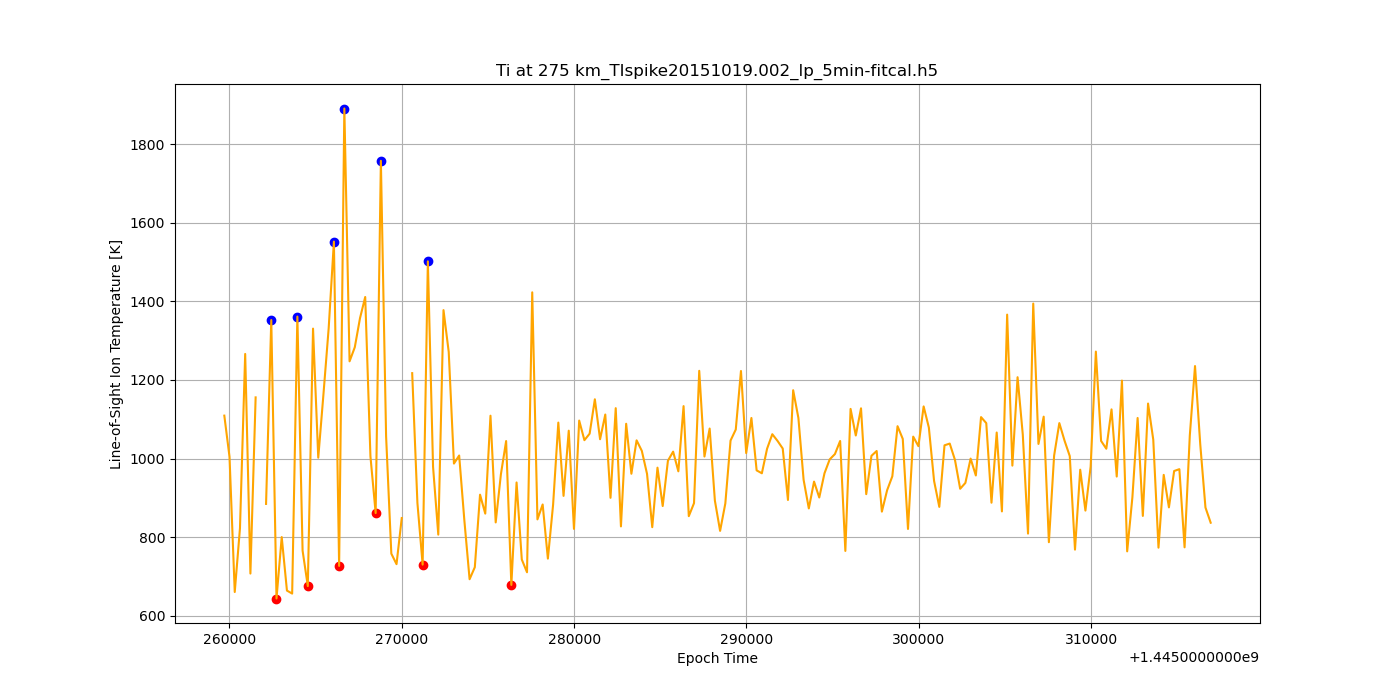 Ti at 275 km_TIspike20151019.002_lp_5min-fitcal.h5
Line-of-Sight Ion Temperature [K]
1800
1600
1400
1200
1000
800
600
260000 270000 280000 290000 300000 310000
Epoch Time
+1.4450000000e9